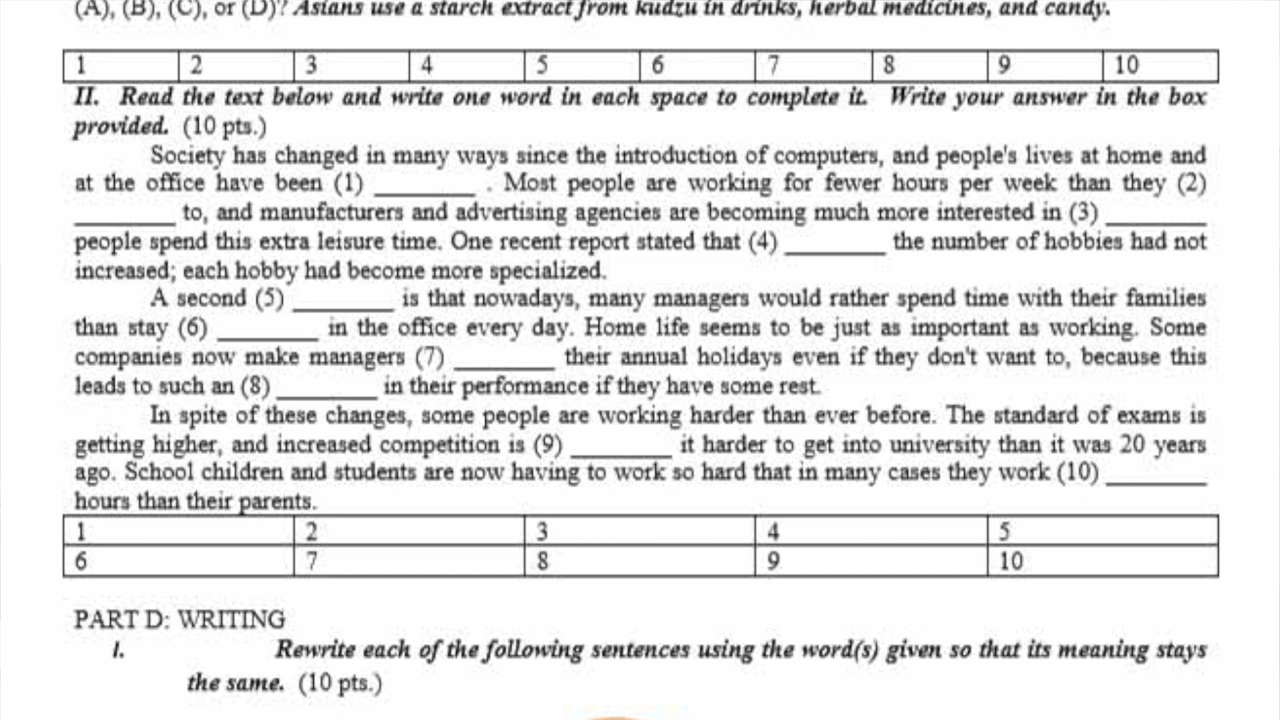 (A), (B), (C), or (D)? Asians use a starch extract from kudzu in drinks, herbal medicines, and candy.
1 2 3 4 5 6 7 8 9 10
II. Read the text below and write one word in each space to complete it. Write your answer in the box
provided. (10 pts.)
Society has changed in many ways since the introduction of computers, and people's lives at home and
at the office have been (1) ________ . Most people are working for fewer hours per week than they (2)
________ to, and manufacturers and advertising agencies are becoming much more interested in (3) ________
people spend this extra leisure time. One recent report stated that (4) ________ the number of hobbies had not
increased; each hobby had become more specialized.
A second (5) ________ is that nowadays, many managers would rather spend time with their families
than stay (6) ________ in the office every day. Home life seems to be just as important as working. Some
companies now make managers (7) ________ their annual holidays even if they don't want to, because this
leads to such an (8) ________ in their performance if they have some rest.
In spite of these changes, some people are working harder than ever before. The standard of exams is
getting higher, and increased competition is (9) ________ it harder to get into university than it was 20 years
ago. School children and students are now having to work so hard that in many cases they work (10) ________
hours than their parents.
1 2 3 4 5
6 7 8 9 10
PART D: WRITING
I. Rewrite each of the following sentences using the word(s) given so that its meaning stays
the same. (10 pts.)